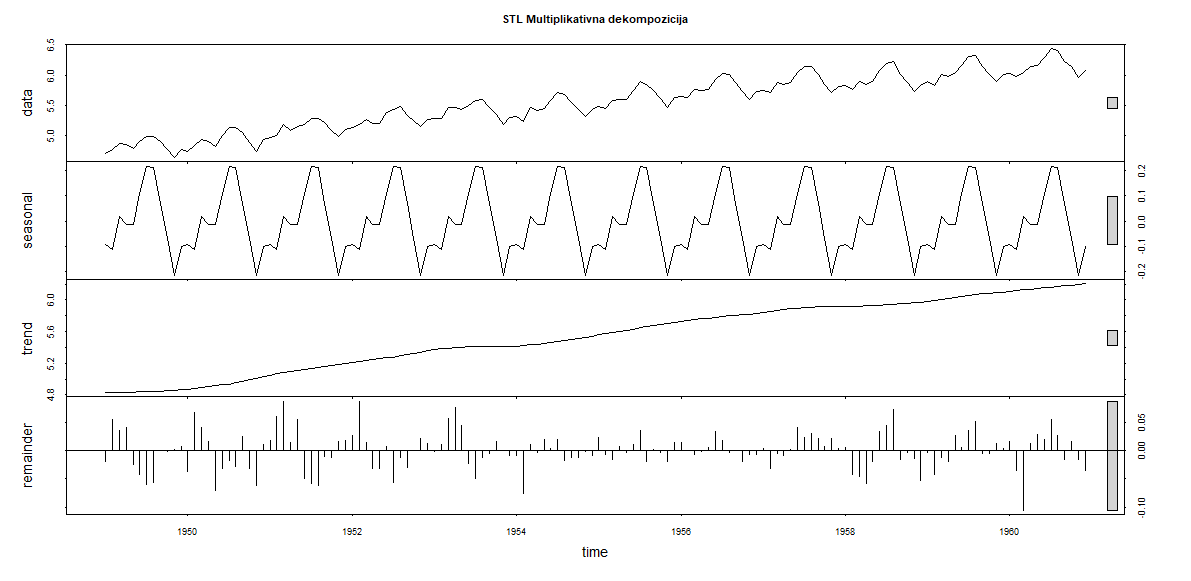 STL Multiplikativna dekompozicija
data
5.0 5.5 6.0 6.5
seasonal
-0.2 -0.1 0.0 0.1 0.2
trend
4.8 5.2 5.6 6.0
remainder
-0.10 0.00 0.05
1950 1952 1954 1956 1958 1960
time